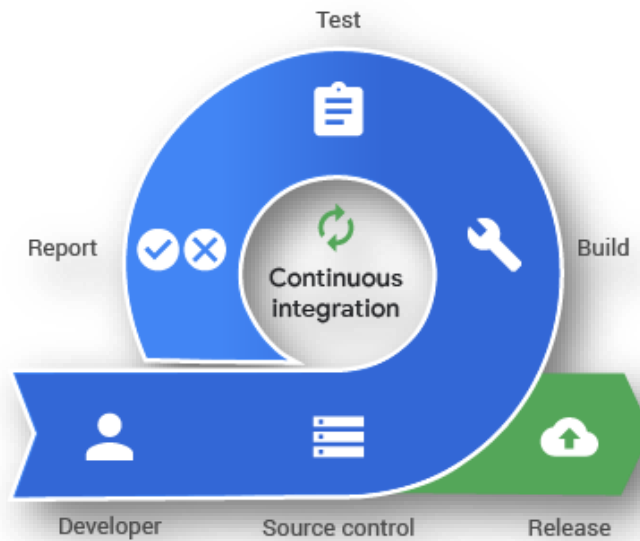 Test
Report
Continuous
integration
Build
Developer
Source control
Release